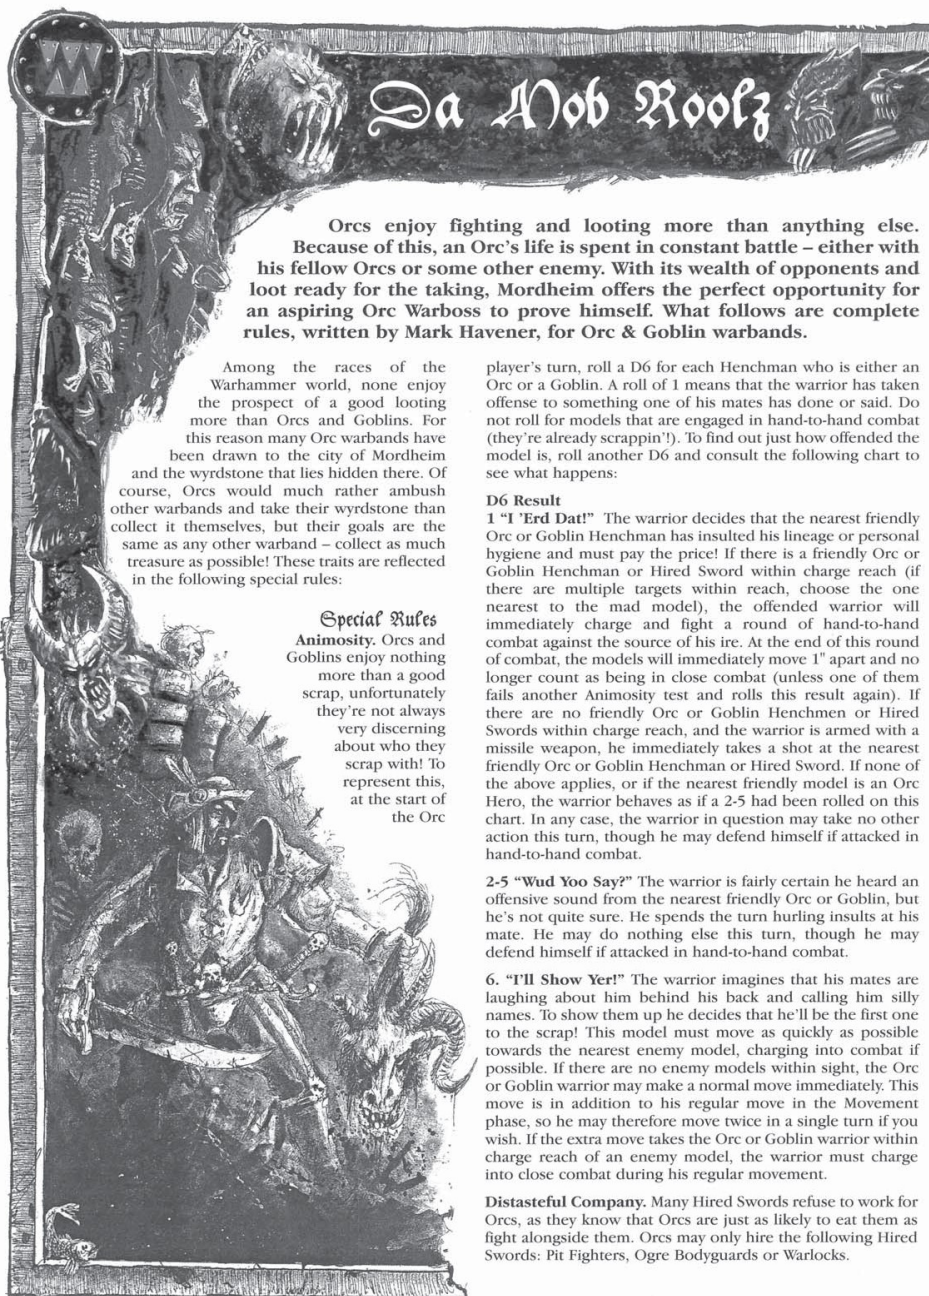 Da Mob Roolz
Orcs enjoy fighting and looting more than anything else.
Because of this, an Orc's life is spent in constant battle – either with
his fellow Orcs or some other enemy. With its wealth of opponents and
loot ready for the taking, Mordheim offers the perfect opportunity for
an aspiring Orc Warboss to prove himself. What follows are complete
rules, written by Mark Havener, for Orc & Goblin warbands.
Among the races of the
Warhammer world, none enjoy
the prospect of a good looting
more than Orcs and Goblins. For
this reason many Orc warbands have
been drawn to the city of Mordheim
and the wyrdstone that lies hidden there. Of
course, Orcs would much rather ambush
other warbands and take their wyrdstone than
collect it themselves, but their goals are the
same as any other warband – collect as much
treasure as possible! These traits are reflected
in the following special rules:
Special Rules
Animosity. Orcs and
Goblins enjoy nothing
more than a good
scrap, unfortunately
they're not always
very discerning
about who they
scrap with! To
represent this,
at the start of
the Orc
player's turn, roll a D6 for each Henchman who is either an
Orc or a Goblin. A roll of 1 means that the warrior has taken
offense to something one of his mates has done or said. Do
not roll for models that are engaged in hand-to-hand combat
(they're already scrappin'!). To find out just how offended the
model is, roll another D6 and consult the following chart to
see what happens:
D6 Result
1 “I ’Erd Dat!” The warrior decides that the nearest friendly
Orc or Goblin Henchman has insulted his lineage or personal
hygiene and must pay the price! If there is a friendly Orc or
Goblin Henchman or Hired Sword within charge reach (if
there are multiple targets within reach, choose the one
nearest to the mad model), the offended warrior will
immediately charge and fight a round of hand-to-hand
combat against the source of his ire. At the end of this round
of combat, the models will immediately move 1" apart and no
longer count as being in close combat (unless one of them
fails another Animosity test and rolls this result again). If
there are no friendly Orc or Goblin Henchmen or Hired
Swords within charge reach, and the warrior is armed with a
missile weapon, he immediately takes a shot at the nearest
friendly Orc or Goblin Henchman or Hired Sword. If none of
the above applies, or if the nearest friendly model is an Orc
Hero, the warrior behaves as if a 2-5 had been rolled on this
chart. In any case, the warrior in question may take no other
action this turn, though he may defend himself if attacked in
hand-to-hand combat.
2-5 “Wud Yoo Say?” The warrior is fairly certain he heard an
offensive sound from the nearest friendly Orc or Goblin, but
he's not quite sure. He spends the turn hurling insults at his
mate. He may do nothing else this turn, though he may
defend himself if attacked in hand-to-hand combat.
6. “I’ll Show Yer!” The warrior imagines that his mates are
laughing about him behind his back and calling him silly
names. To show them up he decides that he'll be the first one
to the scrap! This model must move as quickly as possible
towards the nearest enemy model, charging into combat if
possible. If there are no enemy models within sight, the Orc
or Goblin warrior may make a normal move immediately. This
move is in addition to his regular move in the Movement
phase, so he may therefore move twice in a single turn if you
wish. If the extra move takes the Orc or Goblin warrior within
charge reach of an enemy model, the warrior must charge
into close combat during his regular movement.
Distasteful Company. Many Hired Swords refuse to work for
Orcs, as they know that Orcs are just as likely to eat them as
fight alongside them. Orcs may only hire the following Hired
Swords: Pit Fighters, Ogre Bodyguards or Warlocks.